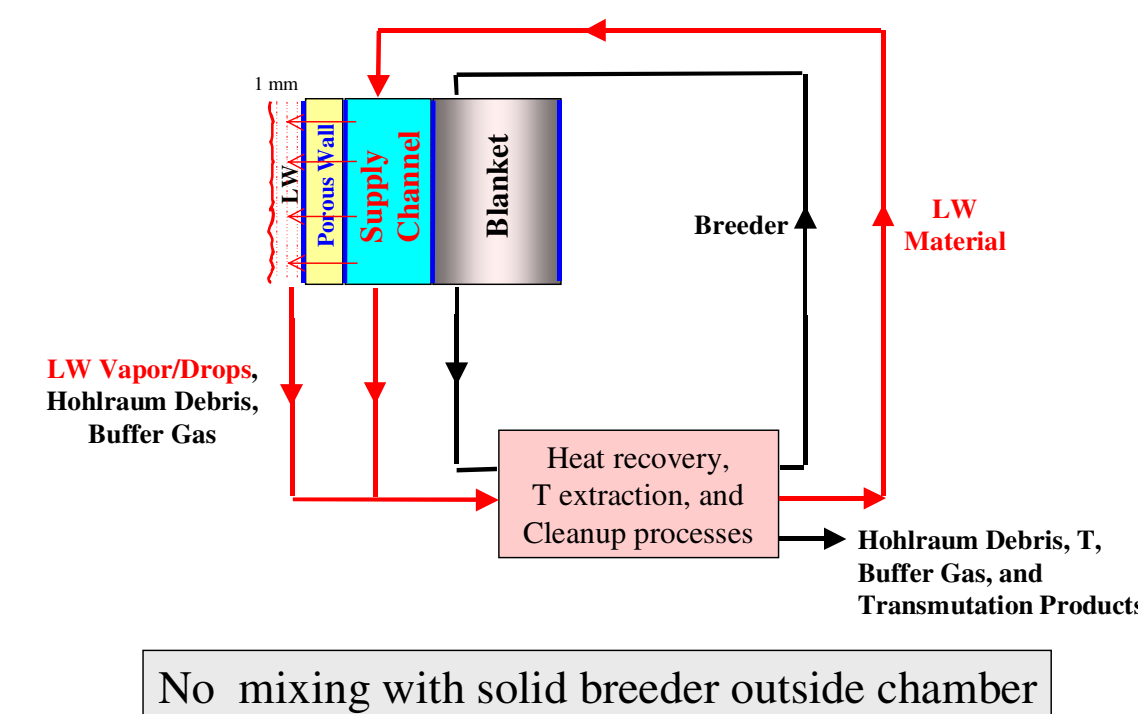 1 mm
LW
Porous Wall
Supply
Channel
Blanket
Breeder
LW
Material
LW Vapor/Drops,
Hohlraum Debris,
Buffer Gas
Heat recovery,
T extraction, and
Cleanup processes
Hohlraum Debris, T,
Buffer Gas, and
Transmutation Products
No mixing with solid breeder outside chamber